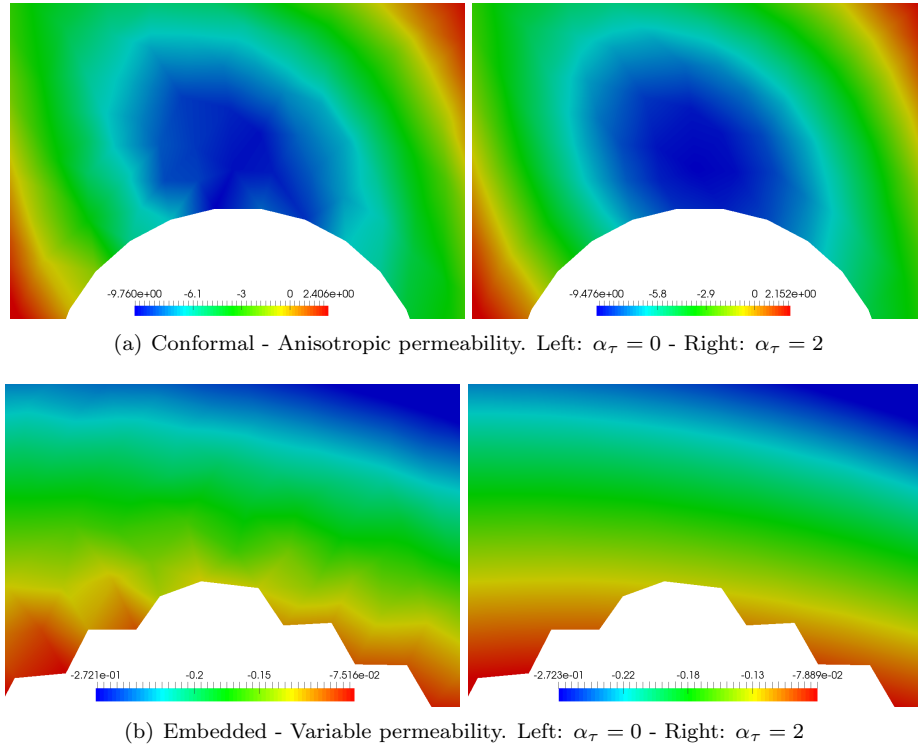 -9.760e+00 -6.1 -3 0 2.406e+00
-9.476e+00 -5.8 -2.9 0 2.152e+00
(a) Conformal - Anisotropic permeability. Left: ατ = 0 - Right: ατ = 2
-2.721e-01 -0.2 -0.15 -7.516e-02
-2.723e-01 -0.22 -0.18 -0.13 -7.889e-02
(b) Embedded - Variable permeability. Left: ατ = 0 - Right: ατ = 2